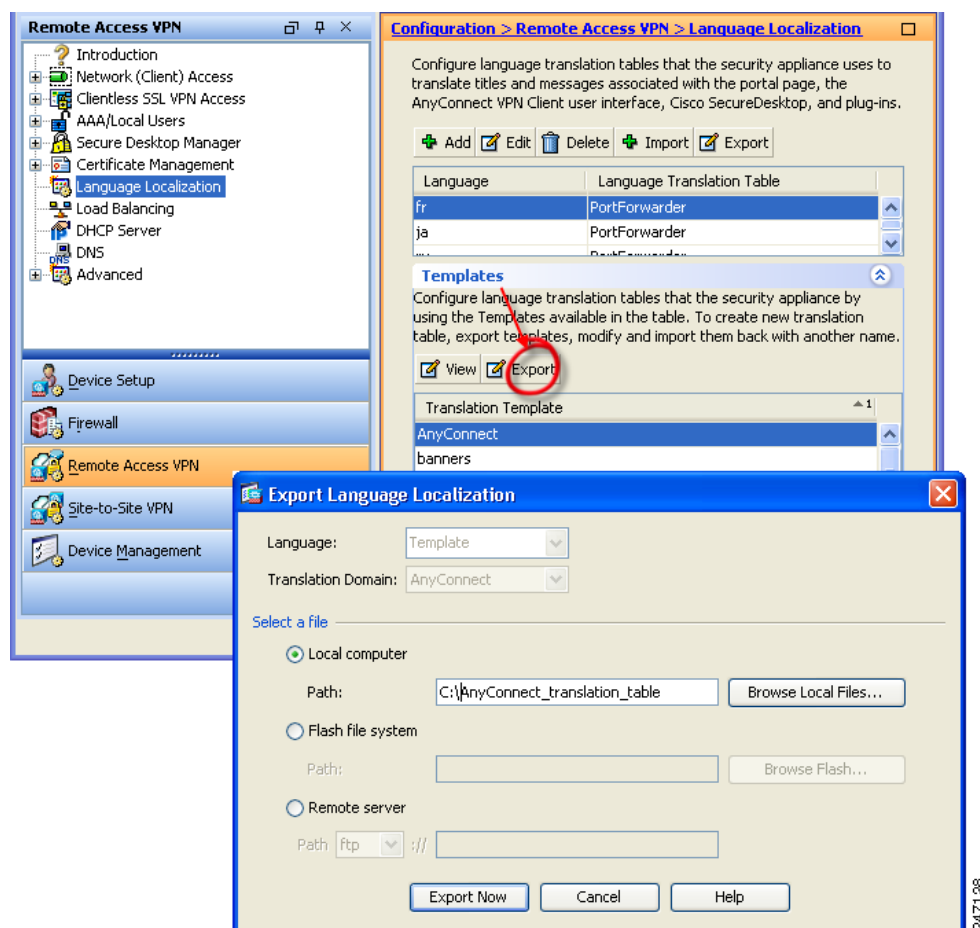 Remote Access VPN
Introduction
Network (Client) Access
Clientless SSL VPN Access
AAA/Local Users
Secure Desktop Manager
Certificate Management
Language Localization
Load Balancing
DHCP Server
DNS
DNS
Advanced
Device Setup
Firewall
Remote Access VPN
Site-to-Site VPN
Device Management
Configuration > Remote Access VPN > Language Localization
Configure language translation tables that the security appliance uses to
translate titles and messages associated with the portal page, the
AnyConnect VPN Client user interface, Cisco SecureDesktop, and plug-ins.
Add Edit Delete Import Export
Language Language Translation Table
fr PortForwarder
ja PortForwarder
Templates
Configure language translation tables that the security appliance by
using the Templates available in the table. To create new translation
table, export templates, modify and import them back with another name.
View Export
Translation Template 1
AnyConnect
banners
Export Language Localization
Language: Template
Translation Domain: AnyConnect
Select a file
Local computer
Path: C:\AnyConnect_translation_table Browse Local Files...
Flash file system
Path: Browse Flash...
Remote server
Path ftp ://
Export Now Cancel Help
247138